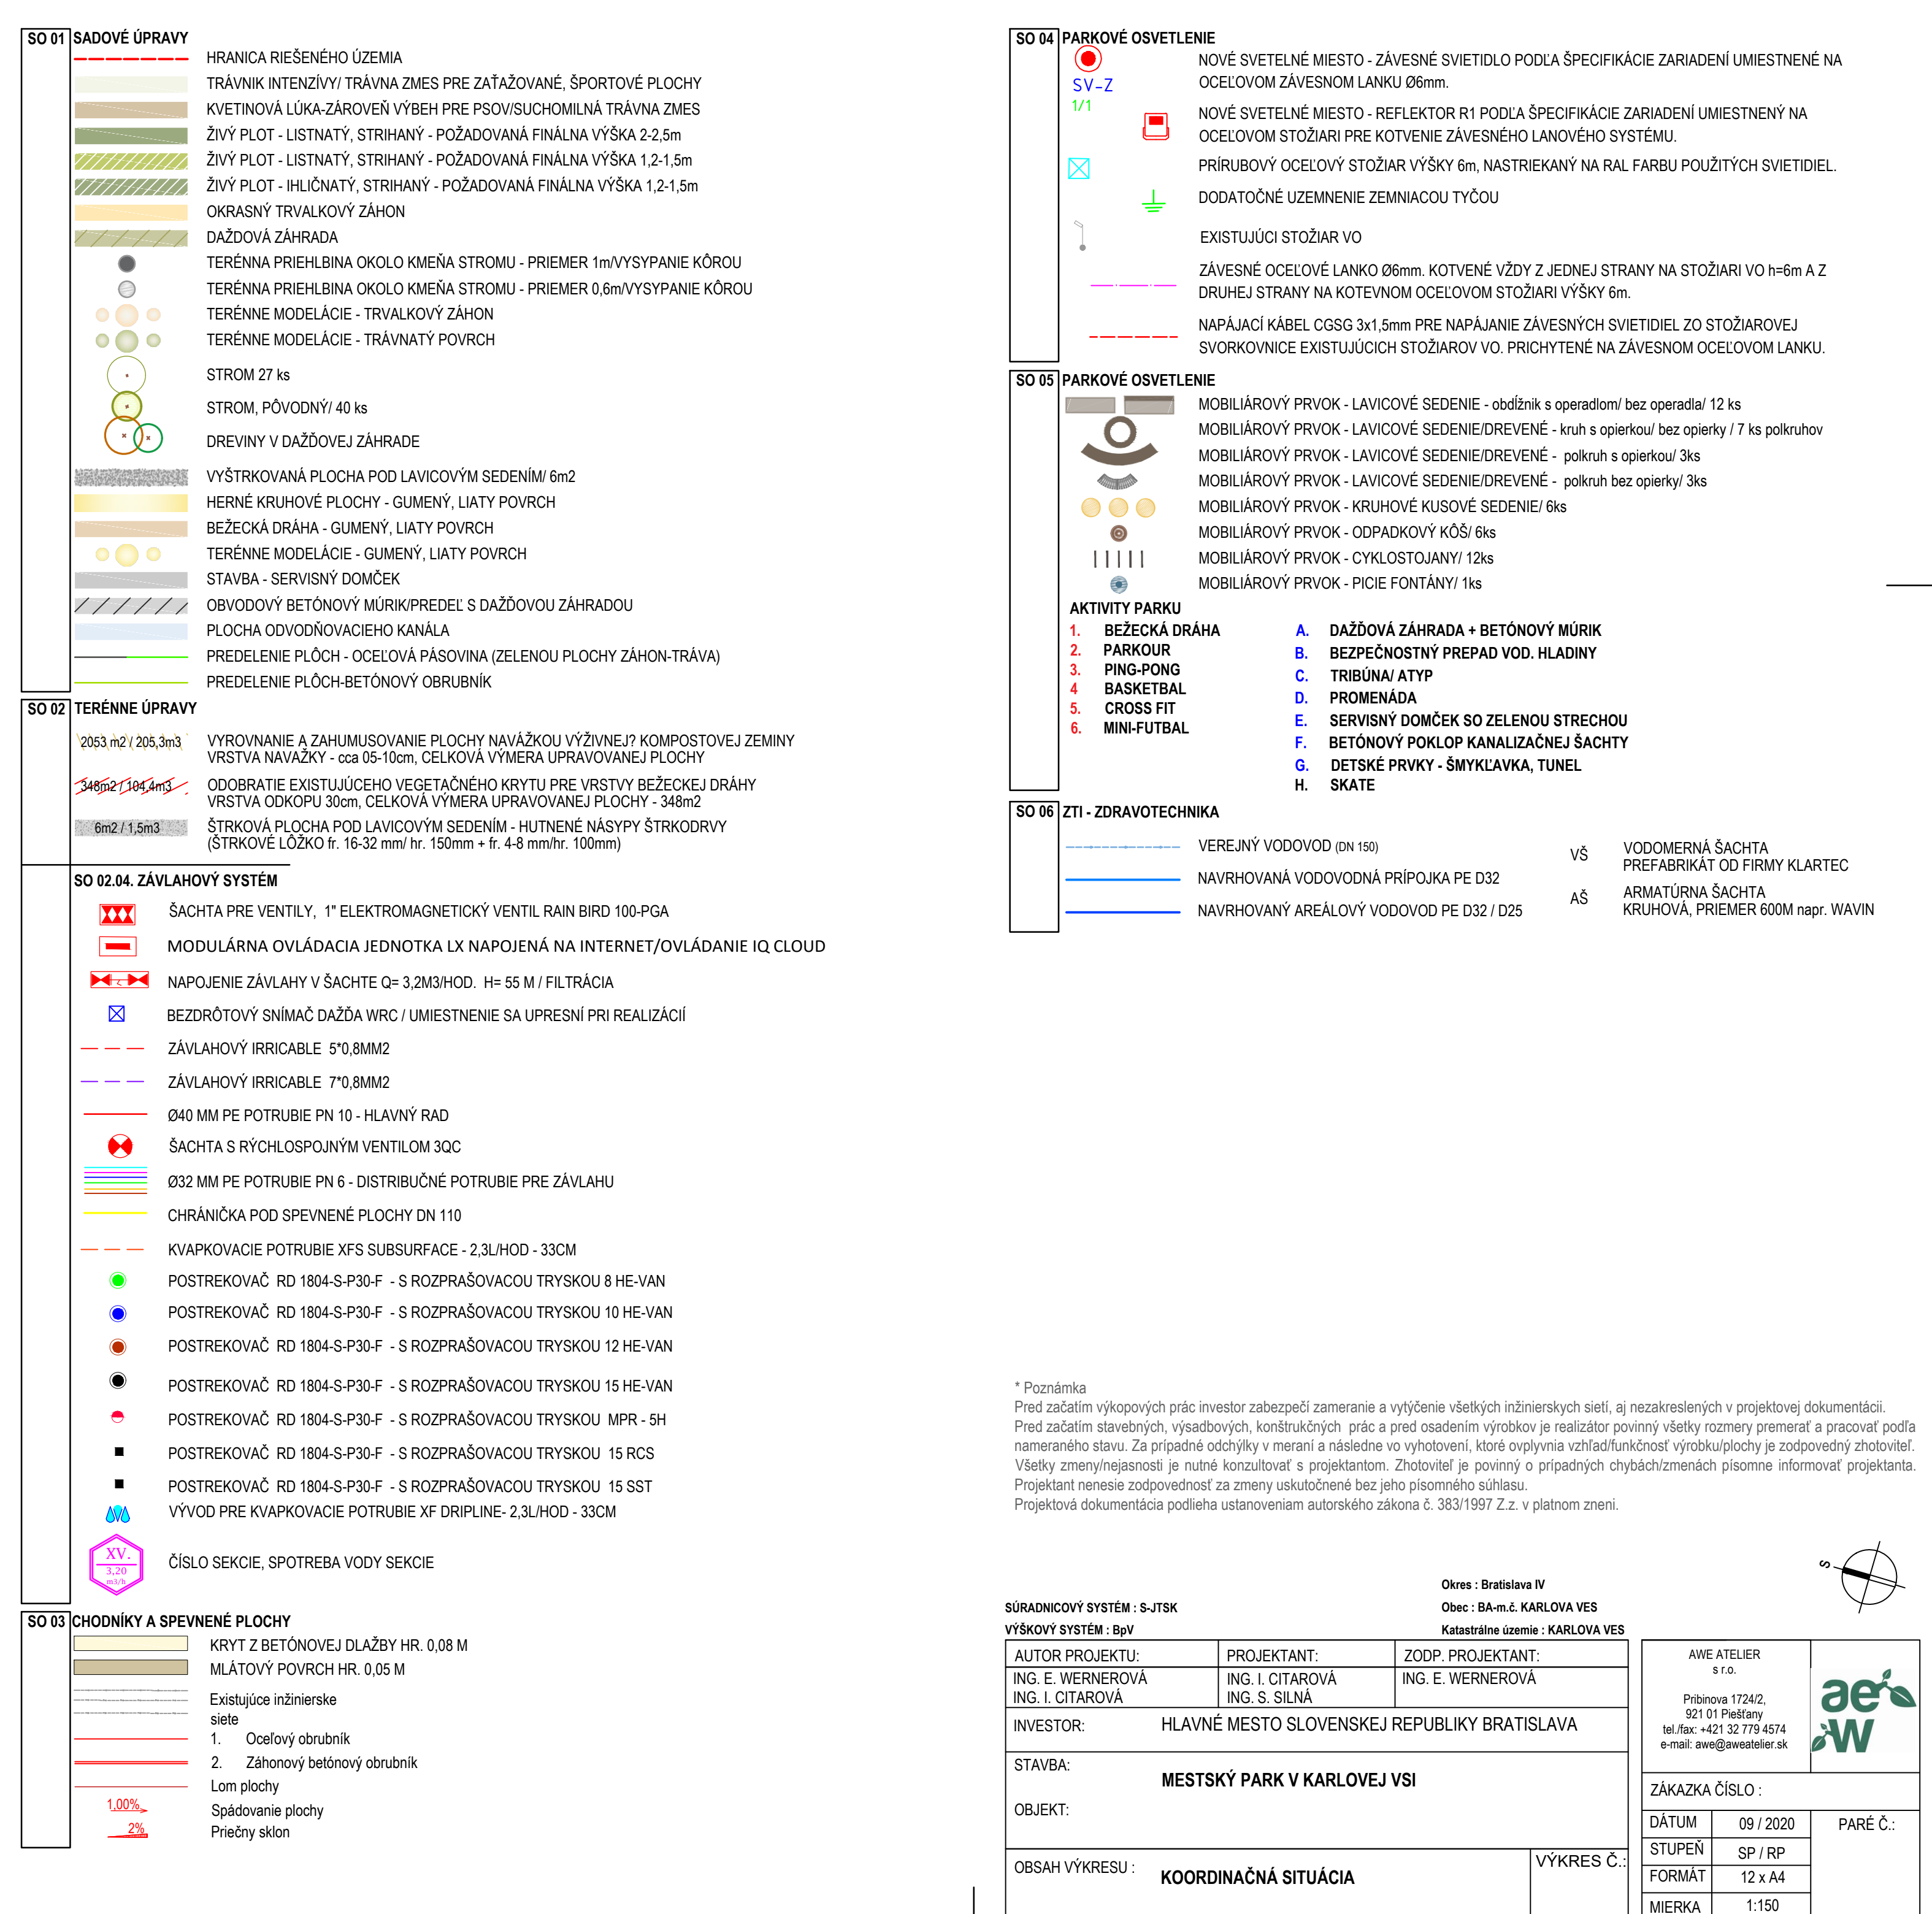 SO 01 SADOVÉ ÚPRAVY
HRANICA RIEŠENÉHO ÚZEMIA
TRÁVNIK INTENZÍVY/ TRÁVNA ZMES PRE ZAŤAŽOVANÉ, ŠPORTOVÉ PLOCHY
KVETINOVÁ LÚKA-ZÁROVEŇ VÝBEH PRE PSOV/SUCHOMILNÁ TRÁVNA ZMES
ŽIVÝ PLOT - LISTNATÝ, STRIHANÝ - POŽADOVANÁ FINÁLNA VÝŠKA 2-2,5m
ŽIVÝ PLOT - LISTNATÝ, STRIHANÝ - POŽADOVANÁ FINÁLNA VÝŠKA 1,2-1,5m
ŽIVÝ PLOT - IHLIČNATÝ, STRIHANÝ - POŽADOVANÁ FINÁLNA VÝŠKA 1,2-1,5m
OKRASNÝ TRVALKOVÝ ZÁHON
DAŽDOVÁ ZÁHRADA
TERÉNNA PRIEHLBINA OKOLO KMEŇA STROMU - PRIEMER 1m/VYSYPANIE KÔROU
TERÉNNA PRIEHLBINA OKOLO KMEŇA STROMU - PRIEMER 0,6m/VYSYPANIE KÔROU
TERÉNNE MODELÁCIE - TRVALKOVÝ ZÁHON
TERÉNNE MODELÁCIE - TRÁVNATÝ POVRCH
STROM 27 ks
STROM, PÔVODNÝ/ 40 ks
DREVINY V DAŽĎOVEJ ZÁHRADE
VYŠTRKOVANÁ PLOCHA POD LAVICOVÝM SEDENÍM/ 6m2
HERNÉ KRUHOVÉ PLOCHY - GUMENÝ, LIATY POVRCH
BEŽECKÁ DRÁHA - GUMENÝ, LIATY POVRCH
TERÉNNE MODELÁCIE - GUMENÝ, LIATY POVRCH
STAVBA - SERVISNÝ DOMČEK
OBVODOVÝ BETÓNOVÝ MÚRIK/PREDEĽ S DAŽĎOVOU ZÁHRADOU
PLOCHA ODVODŇOVACIEHO KANÁLA
PREDELENIE PLÔCH - OCEĽOVÁ PÁSOVINA (ZELENOU PLOCHY ZÁHON-TRÁVA)
PREDELENIE PLÔCH-BETÓNOVÝ OBRUBNÍK
SO 02 TERÉNNE ÚPRAVY
2053 m2 / 205,3m3 VYROVNANIE A ZAHUMUSOVANIE PLOCHY NAVÁŽKOU VÝŽIVNEJ? KOMPOSTOVEJ ZEMINY
VRSTVA NAVAŽKY - cca 05-10cm, CELKOVÁ VÝMERA UPRAVOVANEJ PLOCHY
348m2 / 104,4m3 ODOBRATIE EXISTUJÚCEHO VEGETAČNÉHO KRYTU PRE VRSTVY BEŽECKEJ DRÁHY
VRSTVA ODKOPU 30cm, CELKOVÁ VÝMERA UPRAVOVANEJ PLOCHY - 348m2
6m2 / 1,5m3 ŠTRKOVÁ PLOCHA POD LAVICOVÝM SEDENÍM - HUTNENÉ NÁSYPY ŠTRKODRVY
(ŠTRKOVÉ LÔŽKO fr. 16-32 mm/ hr. 150mm + fr. 4-8 mm/hr. 100mm)
SO 02.04. ZÁVLAHOVÝ SYSTÉM
ŠACHTA PRE VENTILY, 1" ELEKTROMAGNETICKÝ VENTIL RAIN BIRD 100-PGA
MODULÁRNA OVLÁDACIA JEDNOTKA LX NAPOJENÁ NA INTERNET/OVLÁDANIE IQ CLOUD
NAPOJENIE ZÁVLAHY V ŠACHTE Q= 3,2M3/HOD. H= 55 M / FILTRÁCIA
BEZDRÔTOVÝ SNÍMAČ DAŽĎA WRC / UMIESTNENIE SA UPRESNÍ PRI REALIZÁCIÍ
ZÁVLAHOVÝ IRRICABLE 5*0,8MM2
ZÁVLAHOVÝ IRRICABLE 7*0,8MM2
Ø40 MM PE POTRUBIE PN 10 - HLAVNÝ RAD
ŠACHTA S RÝCHLOSPOJNÝM VENTILOM 3QC
Ø32 MM PE POTRUBIE PN 6 - DISTRIBUČNÉ POTRUBIE PRE ZÁVLAHU
CHRÁNIČKA POD SPEVNENÉ PLOCHY DN 110
KVAPKOVACIE POTRUBIE XFS SUBSURFACE - 2,3L/HOD - 33CM
POSTREKOVAČ RD 1804-S-P30-F - S ROZPRAŠOVACOU TRYSKOU 8 HE-VAN
POSTREKOVAČ RD 1804-S-P30-F - S ROZPRAŠOVACOU TRYSKOU 10 HE-VAN
POSTREKOVAČ RD 1804-S-P30-F - S ROZPRAŠOVACOU TRYSKOU 12 HE-VAN
POSTREKOVAČ RD 1804-S-P30-F - S ROZPRAŠOVACOU TRYSKOU 15 HE-VAN
POSTREKOVAČ RD 1804-S-P30-F - S ROZPRAŠOVACOU TRYSKOU MPR - 5H
POSTREKOVAČ RD 1804-S-P30-F - S ROZPRAŠOVACOU TRYSKOU 15 RCS
POSTREKOVAČ RD 1804-S-P30-F - S ROZPRAŠOVACOU TRYSKOU 15 SST
VÝVOD PRE KVAPKOVACIE POTRUBIE XF DRIPLINE- 2,3L/HOD - 33CM
XV.
3,20
m3/h
ČÍSLO SEKCIE, SPOTREBA VODY SEKCIE
SO 03 CHODNÍKY A SPEVNENÉ PLOCHY
KRYT Z BETÓNOVEJ DLAŽBY HR. 0,08 M
MLÁTOVÝ POVRCH HR. 0,05 M
Existujúce inžinierske
siete
1. Oceľový obrubník
2. Záhonový betónový obrubník
Lom plochy
1,00% Spádovanie plochy
2% Priečny sklon
SO 04 PARKOVÉ OSVETLENIE
SV-Z
1/1
NOVÉ SVETELNÉ MIESTO - ZÁVESNÉ SVIETIDLO PODĽA ŠPECIFIKÁCIE ZARIADENÍ UMIESTNENÉ NA
OCEĽOVOM ZÁVESNOM LANKU Ø6mm.
NOVÉ SVETELNÉ MIESTO - REFLEKTOR R1 PODĽA ŠPECIFIKÁCIE ZARIADENÍ UMIESTNENÝ NA
OCEĽOVOM STOŽIARI PRE KOTVENIE ZÁVESNÉHO LANOVÉHO SYSTÉMU.
PRÍRUBOVÝ OCEĽOVÝ STOŽIAR VÝŠKY 6m, NASTRIEKANÝ NA RAL FARBU POUŽITÝCH SVIETIDIEL.
DODATOČNÉ UZEMNENIE ZEMNIACOU TYČOU
EXISTUJÚCI STOŽIAR VO
ZÁVESNÉ OCEĽOVÉ LANKO Ø6mm. KOTVENÉ VŽDY Z JEDNEJ STRANY NA STOŽIARI VO h=6m A Z
DRUHEJ STRANY NA KOTEVNOM OCEĽOVOM STOŽIARI VÝŠKY 6m.
NAPÁJACÍ KÁBEL CGSG 3x1,5mm PRE NAPÁJANIE ZÁVESNÝCH SVIETIDIEL ZO STOŽIAROVEJ
SVORKOVNICE EXISTUJÚCICH STOŽIAROV VO. PRICHYTENÉ NA ZÁVESNOM OCEĽOVOM LANKU.
SO 05 PARKOVÉ OSVETLENIE
MOBILIÁROVÝ PRVOK - LAVICOVÉ SEDENIE - obdĺžnik s operadlom/ bez operadla/ 12 ks
MOBILIÁROVÝ PRVOK - LAVICOVÉ SEDENIE/DREVENÉ - kruh s opierkou/ bez opierky / 7 ks polkruhov
MOBILIÁROVÝ PRVOK - LAVICOVÉ SEDENIE/DREVENÉ - polkruh s opierkou/ 3ks
MOBILIÁROVÝ PRVOK - LAVICOVÉ SEDENIE/DREVENÉ - polkruh bez opierky/ 3ks
MOBILIÁROVÝ PRVOK - KRUHOVÉ KUSOVÉ SEDENIE/ 6ks
MOBILIÁROVÝ PRVOK - ODPADKOVÝ KÔŠ/ 6ks
MOBILIÁROVÝ PRVOK - CYKLOSTOJANY/ 12ks
MOBILIÁROVÝ PRVOK - PICIE FONTÁNY/ 1ks
AKTIVITY PARKU
1. BEŽECKÁ DRÁHA
2. PARKOUR
3. PING-PONG
4 BASKETBAL
5. CROSS FIT
6. MINI-FUTBAL
A. DAŽĎOVÁ ZÁHRADA + BETÓNOVÝ MÚRIK
B. BEZPEČNOSTNÝ PREPAD VOD. HLADINY
C. TRIBÚNA/ ATYP
D. PROMENÁDA
E. SERVISNÝ DOMČEK SO ZELENOU STRECHOU
F. BETÓNOVÝ POKLOP KANALIZAČNEJ ŠACHTY
G. DETSKÉ PRVKY - ŠMYKĽAVKA, TUNEL
H. SKATE
SO 06 ZTI - ZDRAVOTECHNIKA
VEREJNÝ VODOVOD (DN 150)
NAVRHOVANÁ VODOVODNÁ PRÍPOJKA PE D32
NAVRHOVANÝ AREÁLOVÝ VODOVOD PE D32 / D25
VŠ VODOMERNÁ ŠACHTA
PREFABRIKÁT OD FIRMY KLARTEC
AŠ ARMATÚRNA ŠACHTA
KRUHOVÁ, PRIEMER 600M napr. WAVIN
* Poznámka
Pred začatím výkopových prác investor zabezpečí zameranie a vytýčenie všetkých inžinierskych sietí, aj nezakreslených v projektovej dokumentácii.
Pred začatím stavebných, výsadbových, konštrukčných prác a pred osadením výrobkov je realizátor povinný všetky rozmery premerať a pracovať podľa
nameraného stavu. Za prípadné odchýlky v meraní a následne vo vyhotovení, ktoré ovplyvnia vzhľad/funkčnosť výrobku/plochy je zodpovedný zhotoviteľ.
Všetky zmeny/nejasnosti je nutné konzultovať s projektantom. Zhotoviteľ je povinný o prípadných chybách/zmenách písomne informovať projektanta.
Projektant nenesie zodpovednosť za zmeny uskutočnené bez jeho písomného súhlasu.
Projektová dokumentácia podlieha ustanoveniam autorského zákona č. 383/1997 Z.z. v platnom zneni.
S
Okres : Bratislava IV
SÚRADNICOVÝ SYSTÉM : S-JTSK Obec : BA-m.č. KARLOVA VES
VÝŠKOVÝ SYSTÉM : BpV Katastrálne územie : KARLOVA VES
AUTOR PROJEKTU: PROJEKTANT: ZODP. PROJEKTANT:
ING. E. WERNEROVÁ ING. I. CITAROVÁ ING. E. WERNEROVÁ
ING. I. CITAROVÁ ING. S. SILNÁ
INVESTOR: HLAVNÉ MESTO SLOVENSKEJ REPUBLIKY BRATISLAVA
STAVBA:
MESTSKÝ PARK V KARLOVEJ VSI
OBJEKT:
OBSAH VÝKRESU : KOORDINAČNÁ SITUÁCIA
VÝKRES Č.:
AWE ATELIER
s r.o.
Pribinova 1724/2,
921 01 Piešťany
tel./fax: +421 32 779 4574
e-mail: awe@aweatelier.sk
ae
W
ZÁKAZKA ČÍSLO :
DÁTUM 09 / 2020 PARÉ Č.:
STUPEŇ SP / RP
FORMÁT 12 x A4
MIERKA 1:150